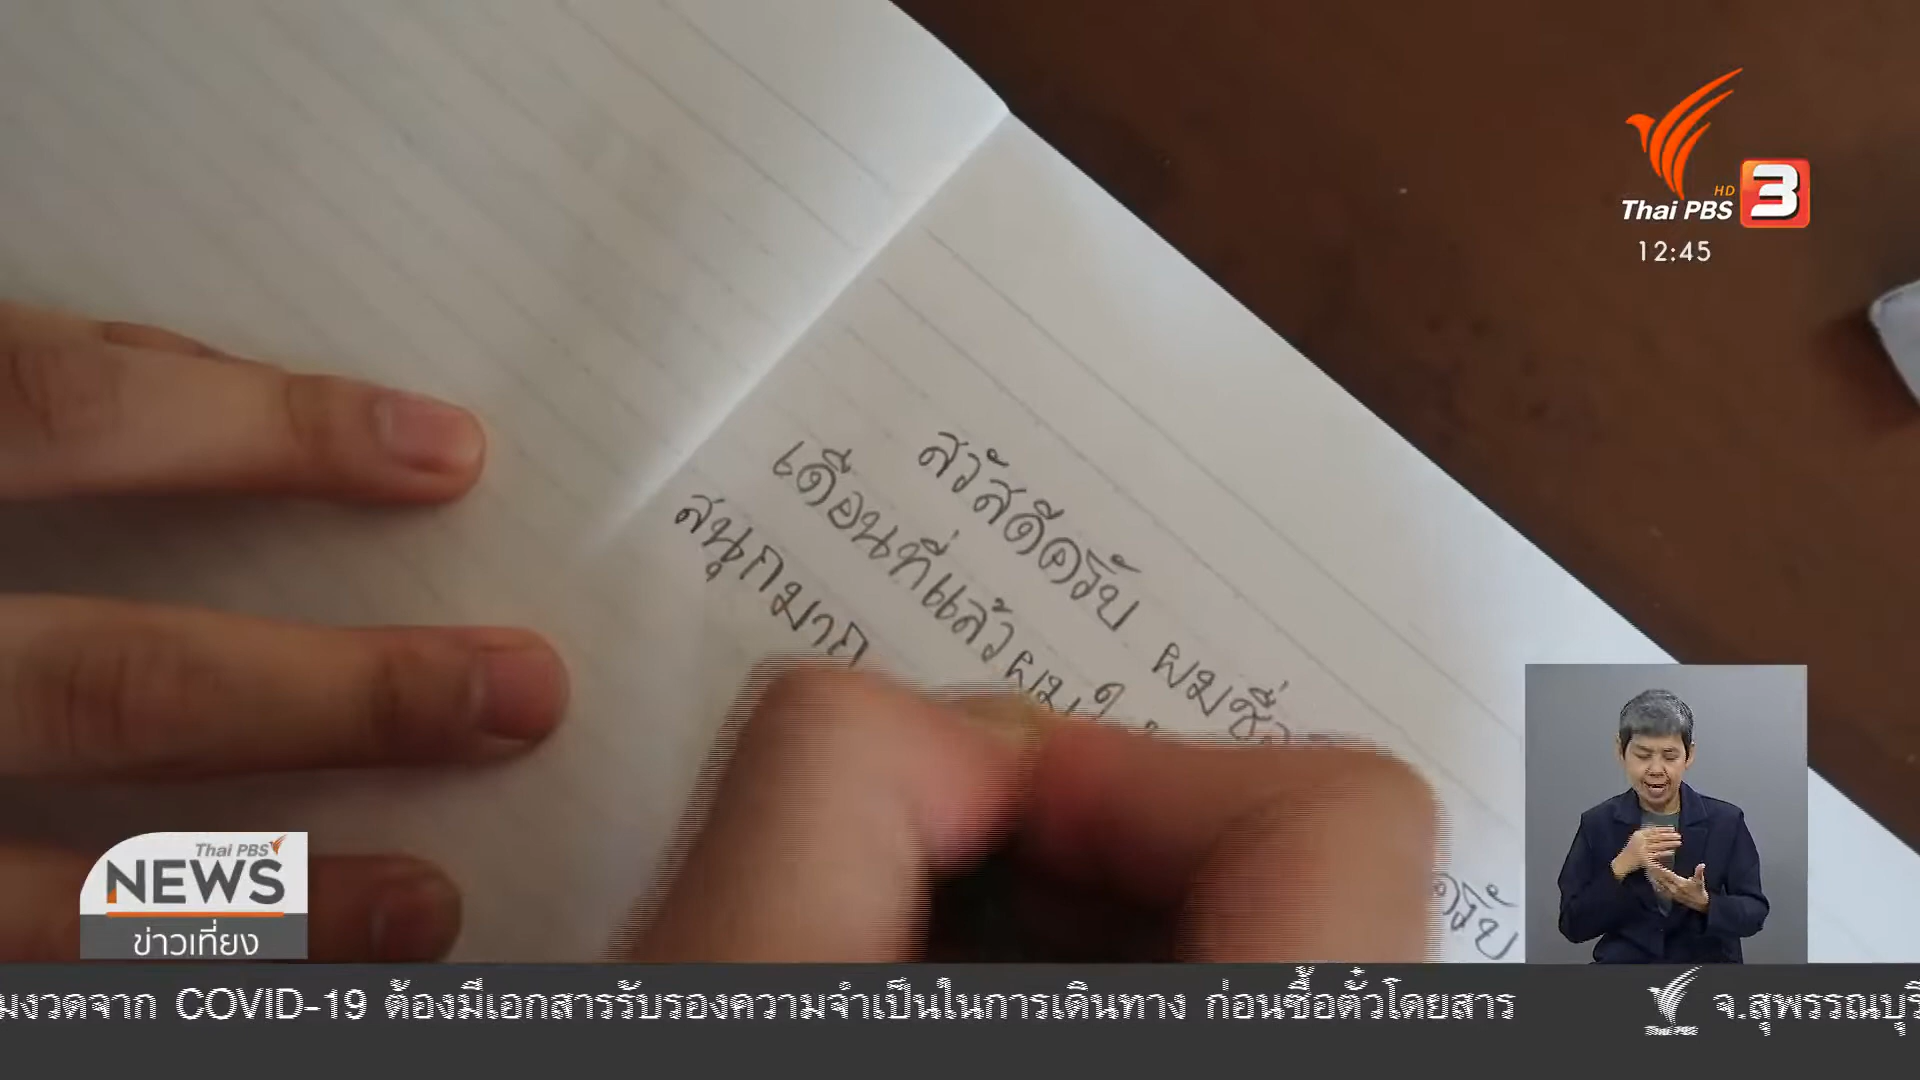 HD
Thai PBS 3
12:45
สวัสดีครับ ผมชื่อ
เดือนที่แล้วผม
สนุกมาก
ครับ
Thai PBS
NEWS
ข่าวเที่ยง
มงวดจาก COVID-19 ต้องมีเอกสารรับรองความจำเป็นในการเดินทาง ก่อนซื้อตั๋วโดยสาร Thai PBS จ.สุพรรณบุรี